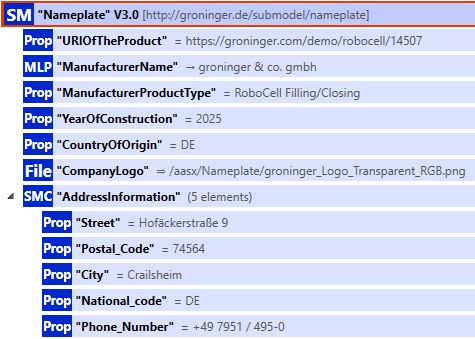 SM "Nameplate" V3.0 [http://groninger.de/submodel/nameplate]
Prop "URIOfTheProduct" = https://groninger.com/demo/robocell/14507
MLP "ManufacturerName" → groninger & co. gmbh
Prop "ManufacturerProductType" = RoboCell Filling/Closing
Prop "YearOfConstruction" = 2025
Prop "CountryOfOrigin" = DE
File "CompanyLogo" ⇒ /aasx/Nameplate/groninger_Logo_Transparent_RGB.png
SMC "AddressInformation" (5 elements)
Prop "Street" = Hofäckerstraße 9
Prop "Postal_Code" = 74564
Prop "City" = Crailsheim
Prop "National_code" = DE
Prop "Phone_Number" = +49 7951 / 495-0